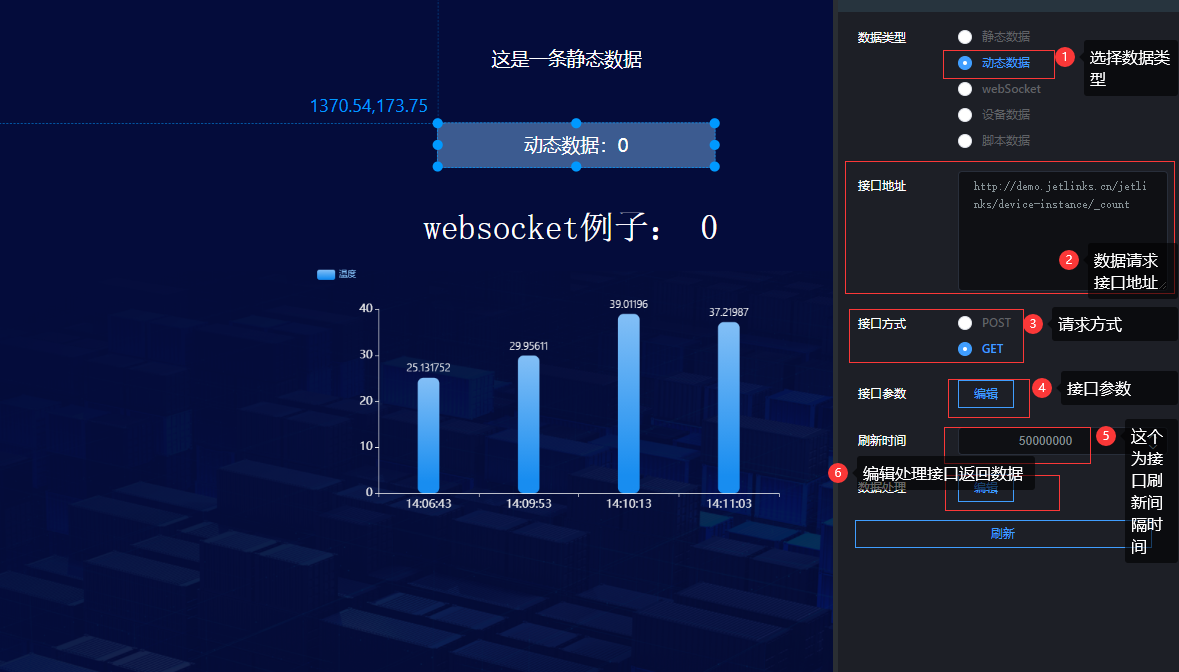 这是一条静态数据
1370.54,173.75
动态数据：0
websocket例子： 0
温度
40
30
20
10
0
25.131752
29.95611
39.01196
37.21987
14:06:43
14:09:53
14:10:13
14:11:03
数据类型
静态数据
动态数据
webSocket
设备数据
脚本数据
1
选择数据类
型
接口地址
http://demo.jetlinks.cn/jetli
nks/device-instance/_count
2
数据请求
接口地址
接口方式
POST
GET
3
请求方式
接口参数
编辑
4
接口参数
刷新时间
50000000
5
这个
为接
口刷
新间
隔时
间
6
编辑处理接口返回数据
数据处理
编辑
刷新